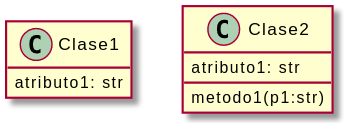 C Clase1
atributo1: str
C Clase2
atributo1: str
metodo1(p1:str)